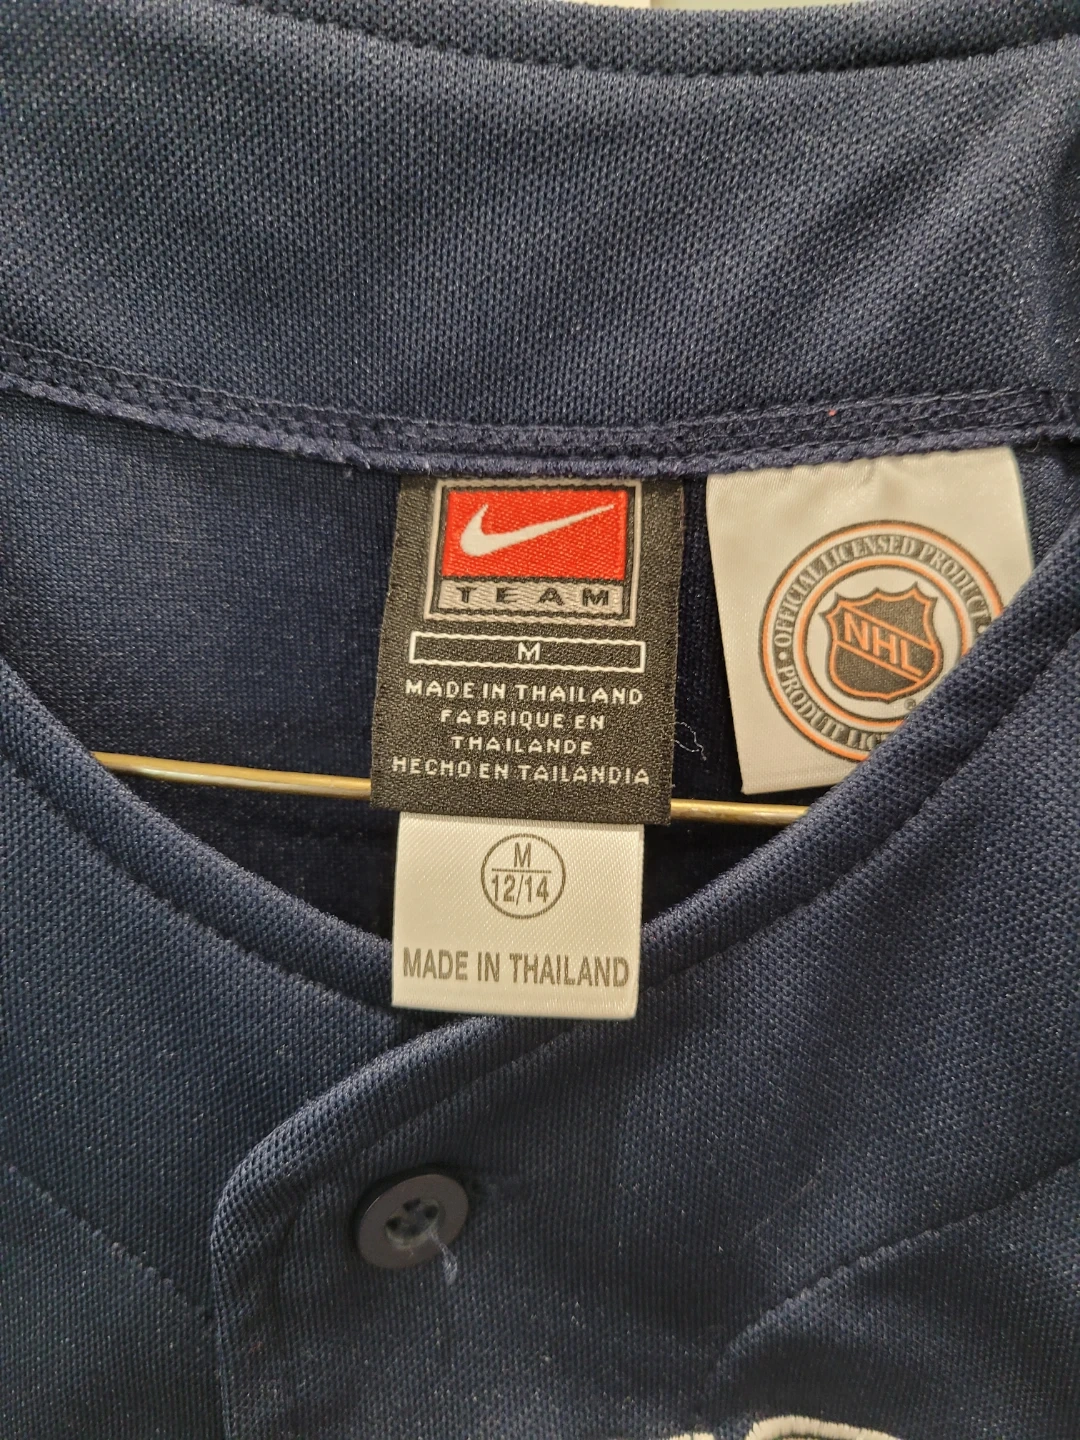 TEAM
M
MADE IN THAILAND
FABRIQUE EN
THAILANDE
HECHO EN TAILANDIA
M
12/14
MADE IN THAILAND
• OFFICIAL LICENSED PRODUCT
NHL
• PRODUIT